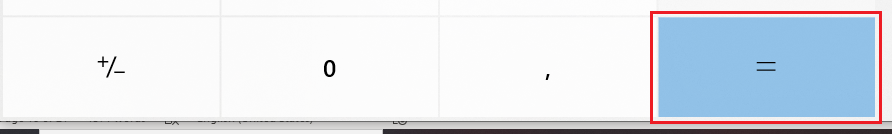 +/− 0 , =